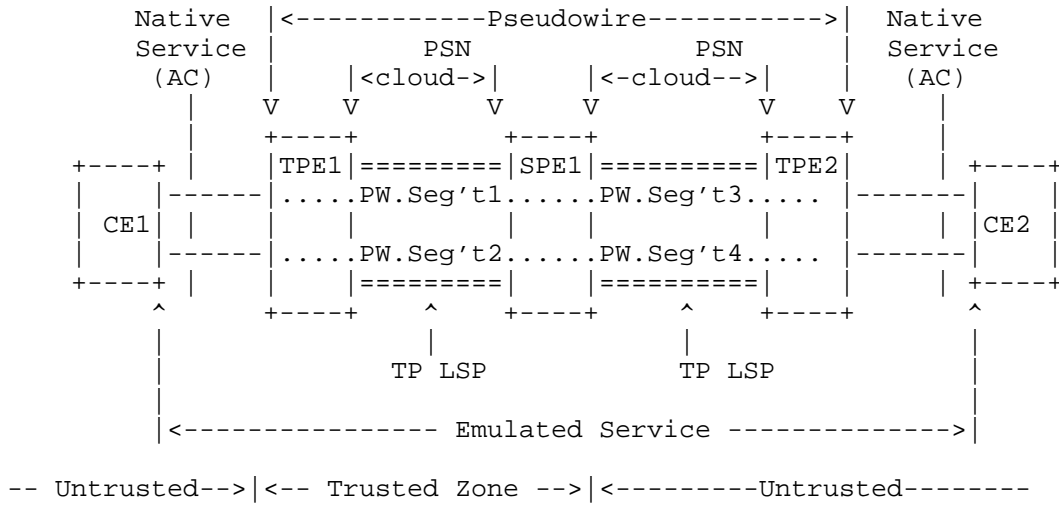 Native |<------------Pseudowire----------->| Native
Service | PSN PSN | Service
(AC) | |<cloud->| |<-cloud-->| | (AC)
| V V V V V V |
| +----+ +----+ +----+ |
+----+ | |TPE1|=========|SPE1|==========|TPE2| | +----+
| |------|.....PW.Seg't1......PW.Seg't3..... |-------| |
| CE1| | | | | | | | | |CE2 |
| |------|.....PW.Seg't2......PW.Seg't4..... |-------| |
+----+ | | |=========| |==========| | | +----+
^ +----+ ^ +----+ ^ +----+ ^
| | | |
| TP LSP TP LSP |
| |
|<---------------- Emulated Service -------------->|
-- Untrusted-->|<-- Trusted Zone -->|<---------Untrusted--------